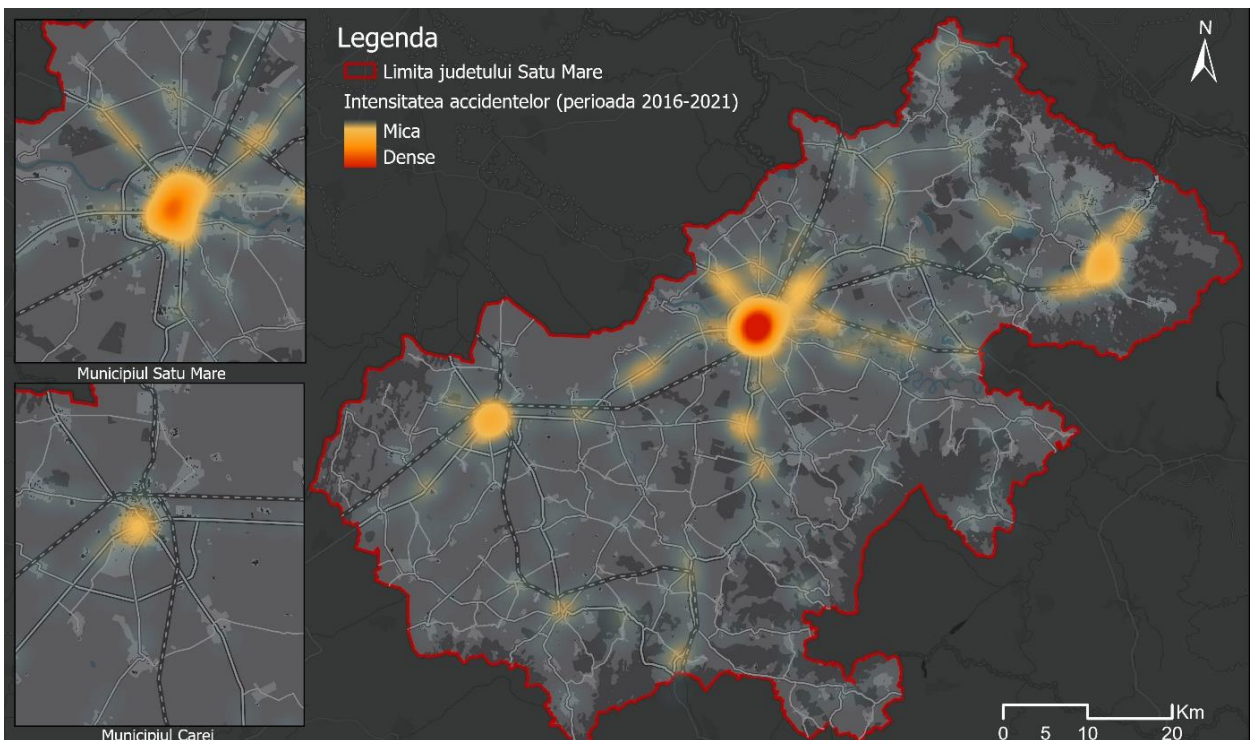 Legenda
Limita judetului Satu Mare
Intensitatea accidentelor (perioada 2016-2021)
Mica
Dense
N
Municipiul Satu Mare
Municipiul Carei
Km
0 5 10 20